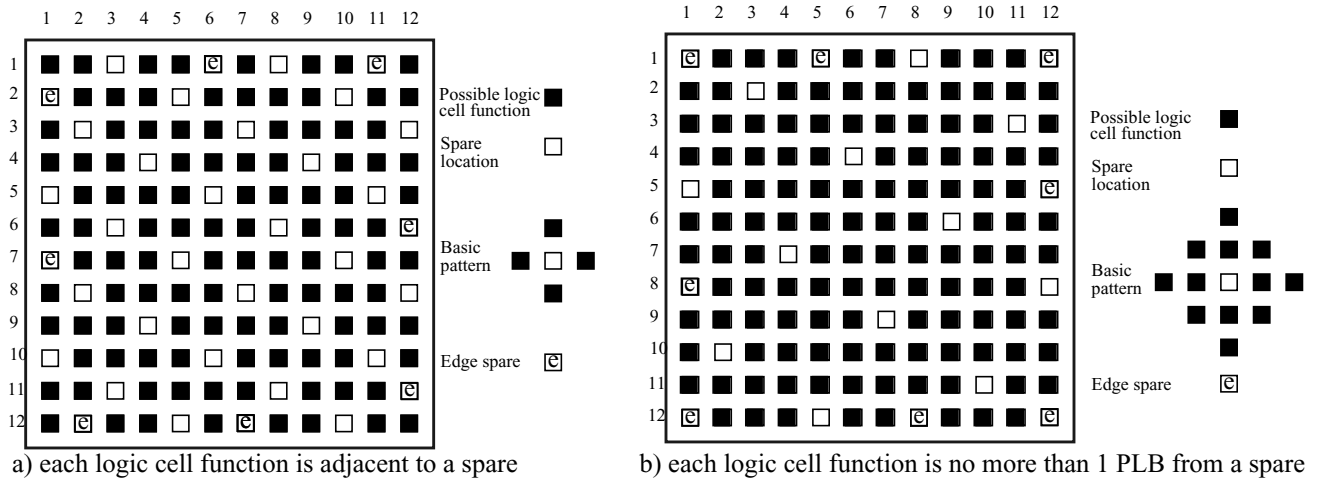 1 2 3 4 5 6 7 8 9 10 11 12
1 e e
2 e
3
4
5
6 e
7 e
8
9
10
11 e
12 e e
Possible logic
cell function
Spare
location
Basic
pattern
Edge spare e
a) each logic cell function is adjacent to a spare
1 2 3 4 5 6 7 8 9 10 11 12
1 e e e
2
3
4
5 e
6
7
8 e
9
10
11
12 e e e
Possible logic
cell function
Spare
location
Basic
pattern
Edge spare e
b) each logic cell function is no more than 1 PLB from a spare